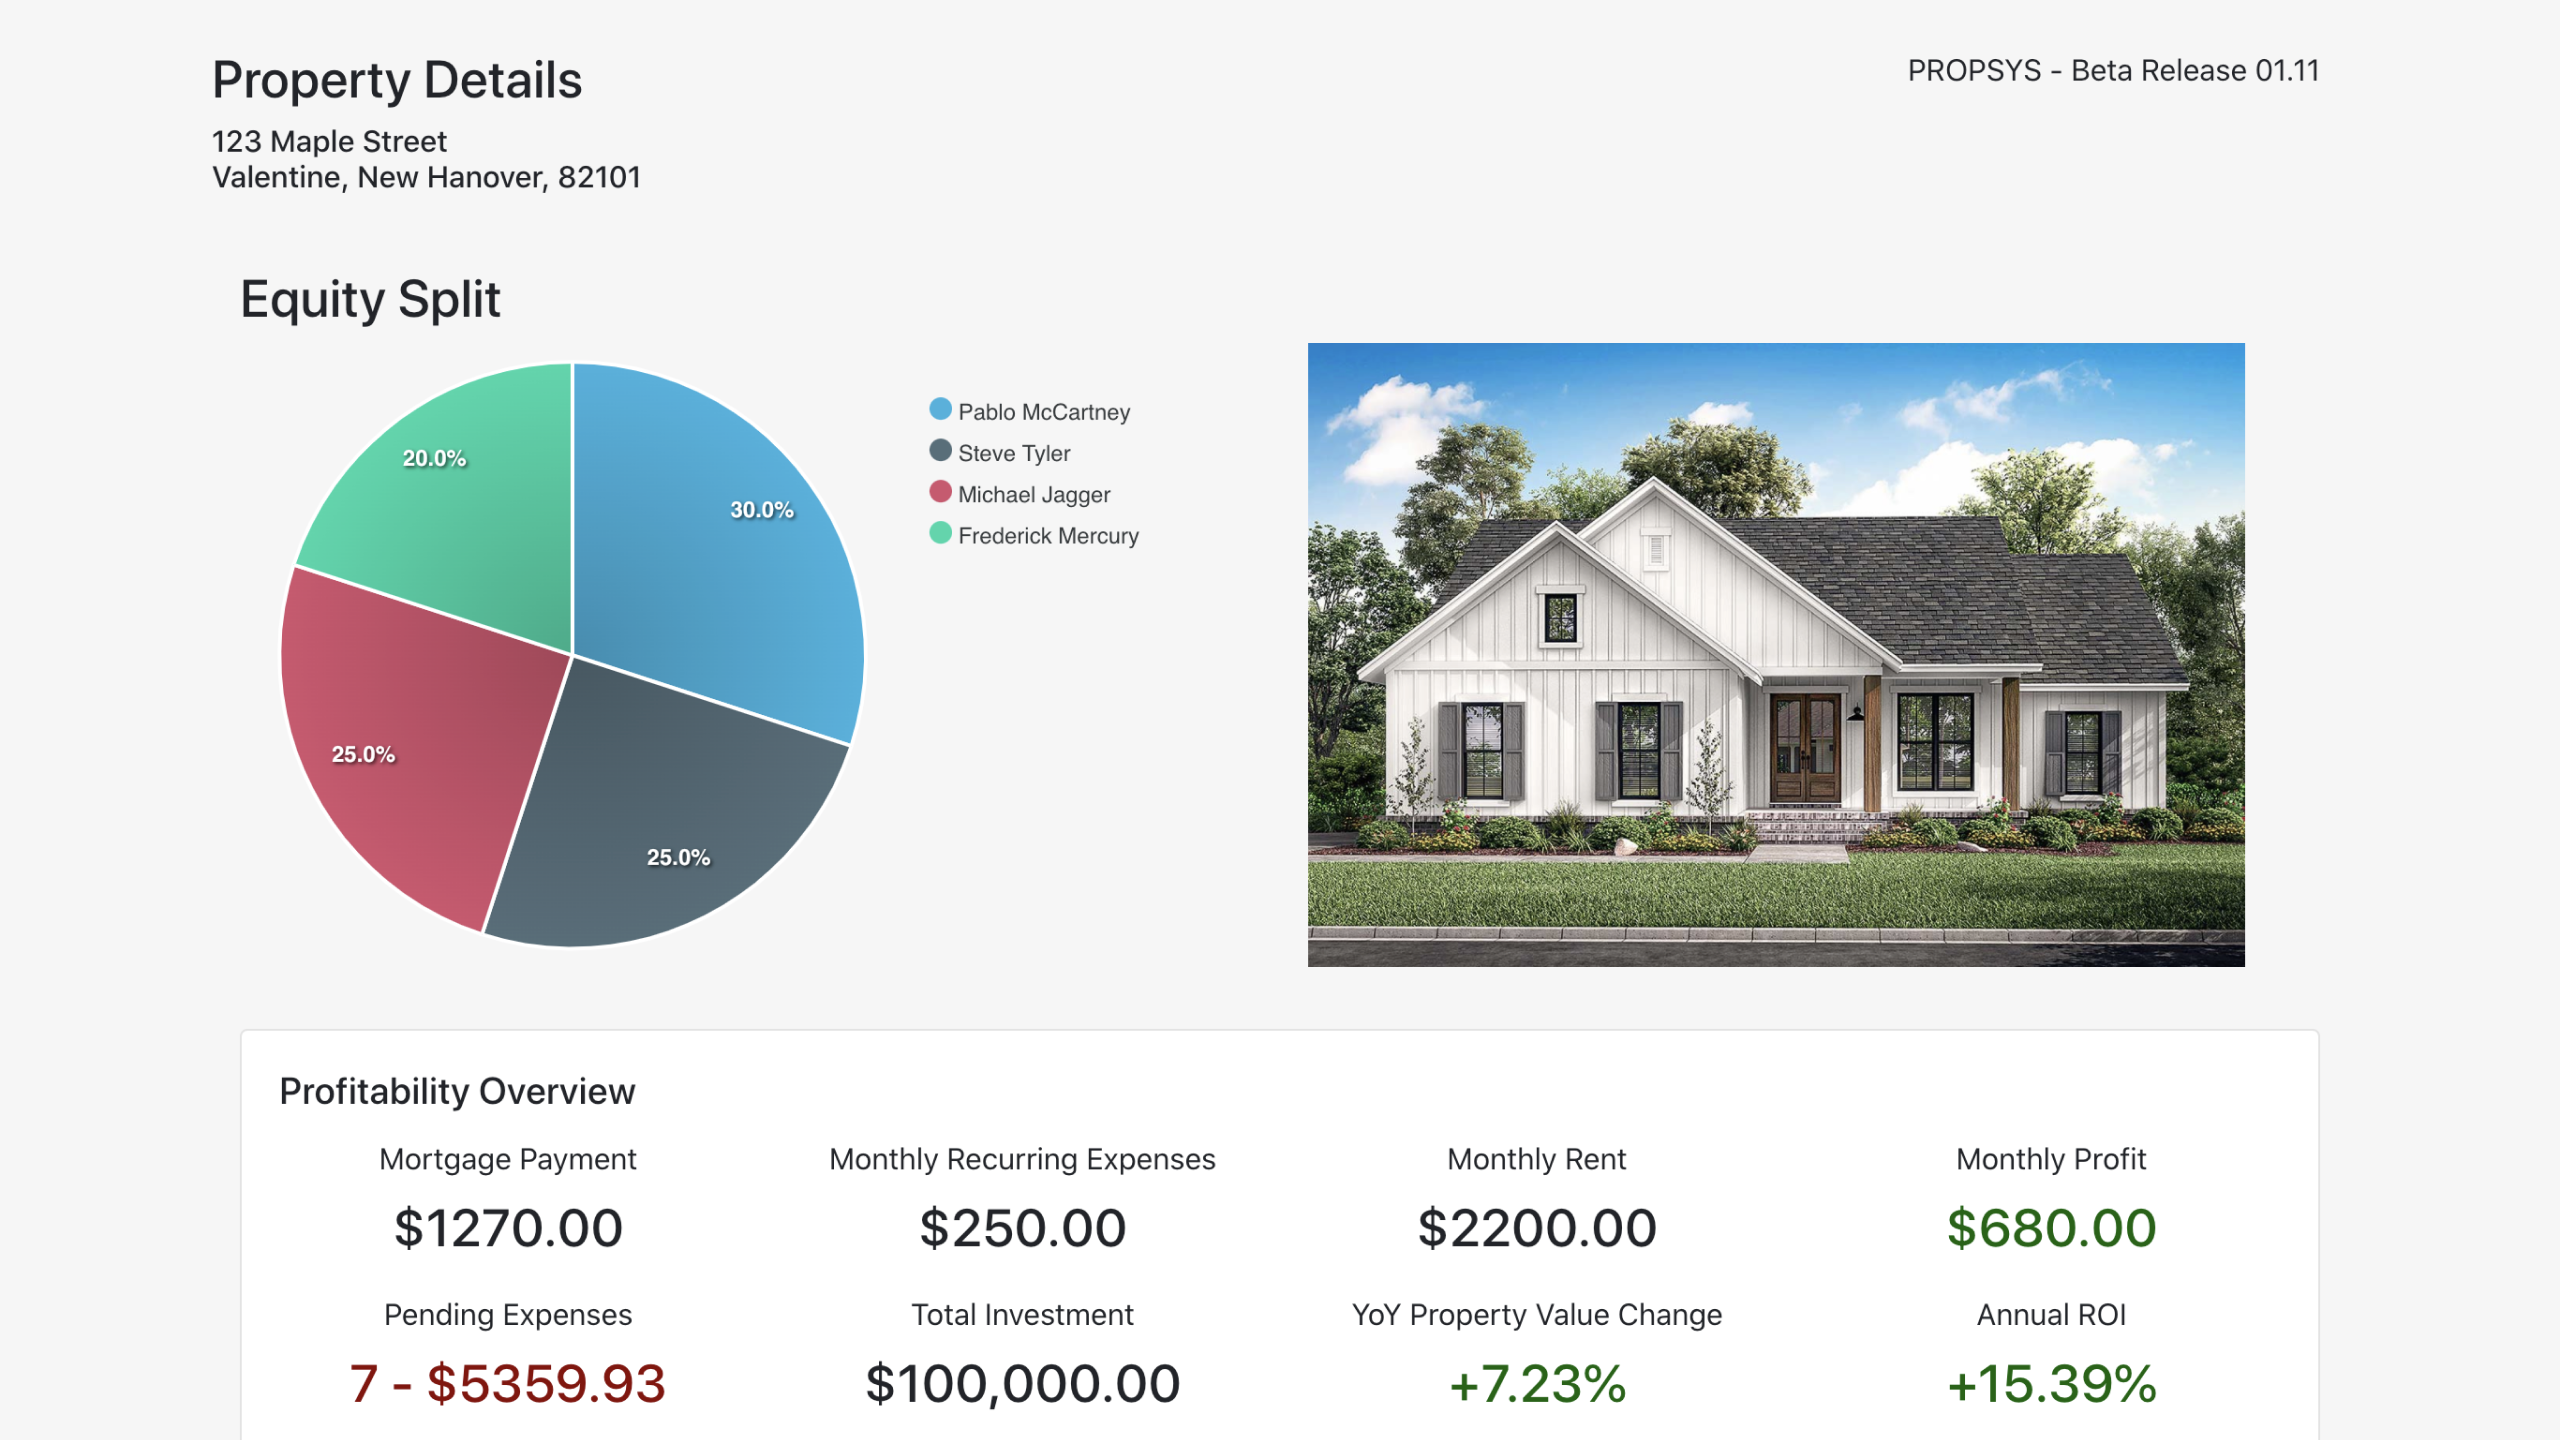 Property Details
PROPSYS - Beta Release 01.11
123 Maple Street
Valentine, New Hanover, 82101
Equity Split
20.0%
30.0%
25.0%
25.0%
Pablo McCartney
Steve Tyler
Michael Jagger
Frederick Mercury
Profitability Overview
Mortgage Payment
$1270.00
Monthly Recurring Expenses
$250.00
Monthly Rent
$2200.00
Monthly Profit
$680.00
Pending Expenses
7 - $5359.93
Total Investment
$100,000.00
YoY Property Value Change
+7.23%
Annual ROI
+15.39%